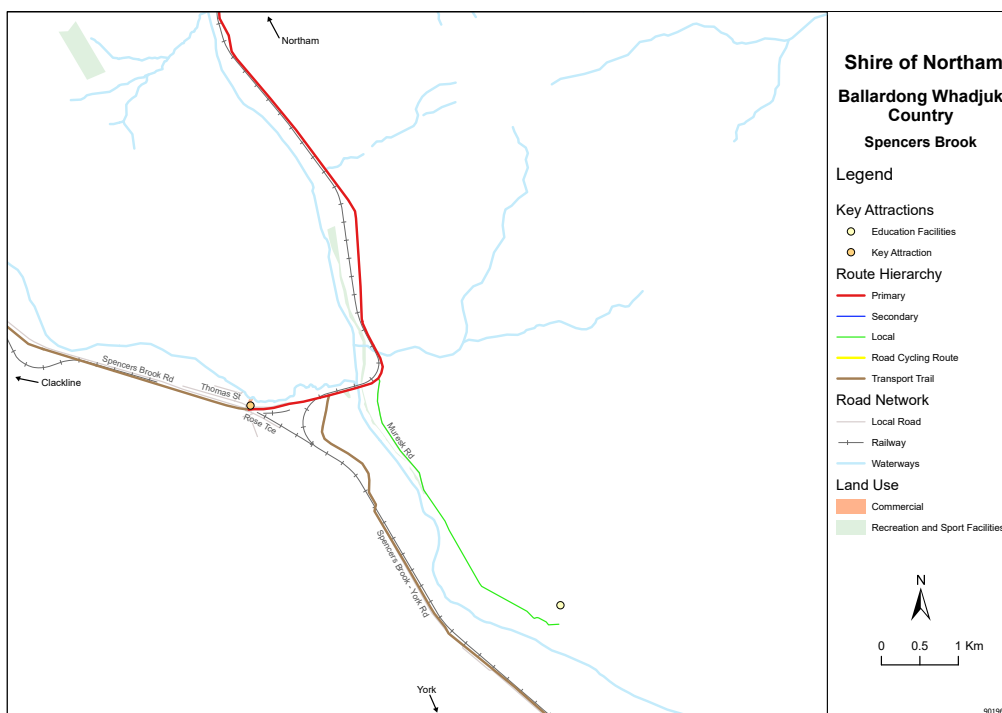 Northam
Spencers Brook Rd
Thomas St
Clackline
Rose Tce
Muresk Rd
Spencers Brook - York Rd
York
Shire of Northam
Ballardong Whadjuk
Country
Spencers Brook
Legend
Key Attractions
Education Facilities
Key Attraction
Route Hierarchy
Primary
Secondary
Local
Road Cycling Route
Transport Trail
Road Network
Local Road
Railway
Waterways
Land Use
Commercial
Recreation and Sport Facilities
N
0 0.5 1 Km
90196